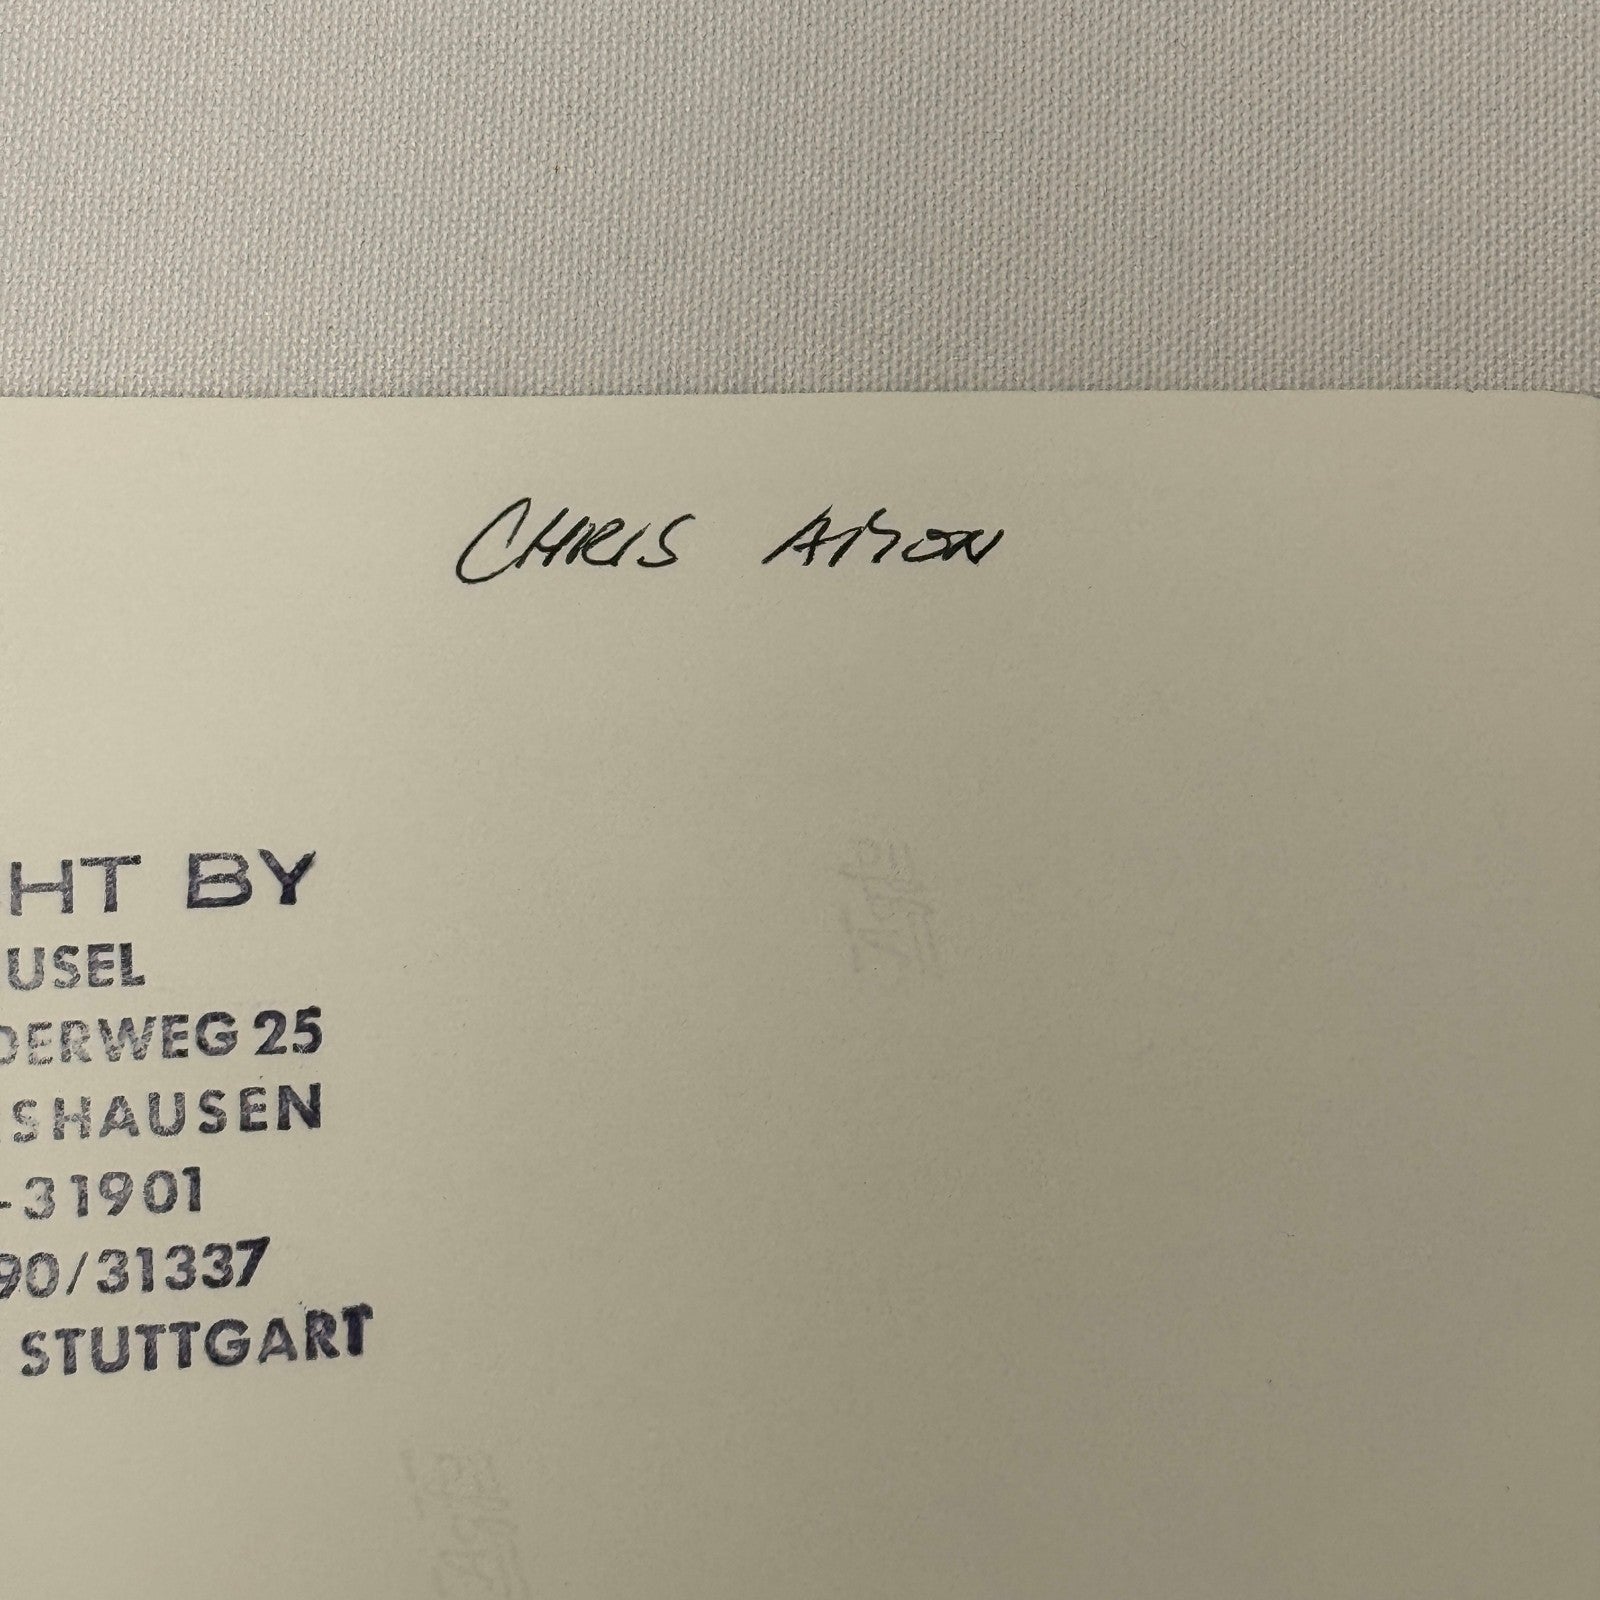 CHRIS AMON
HT BY
USEL
DERWEG 25
SHAUSEN
-31901
90/31337
STUTTGART